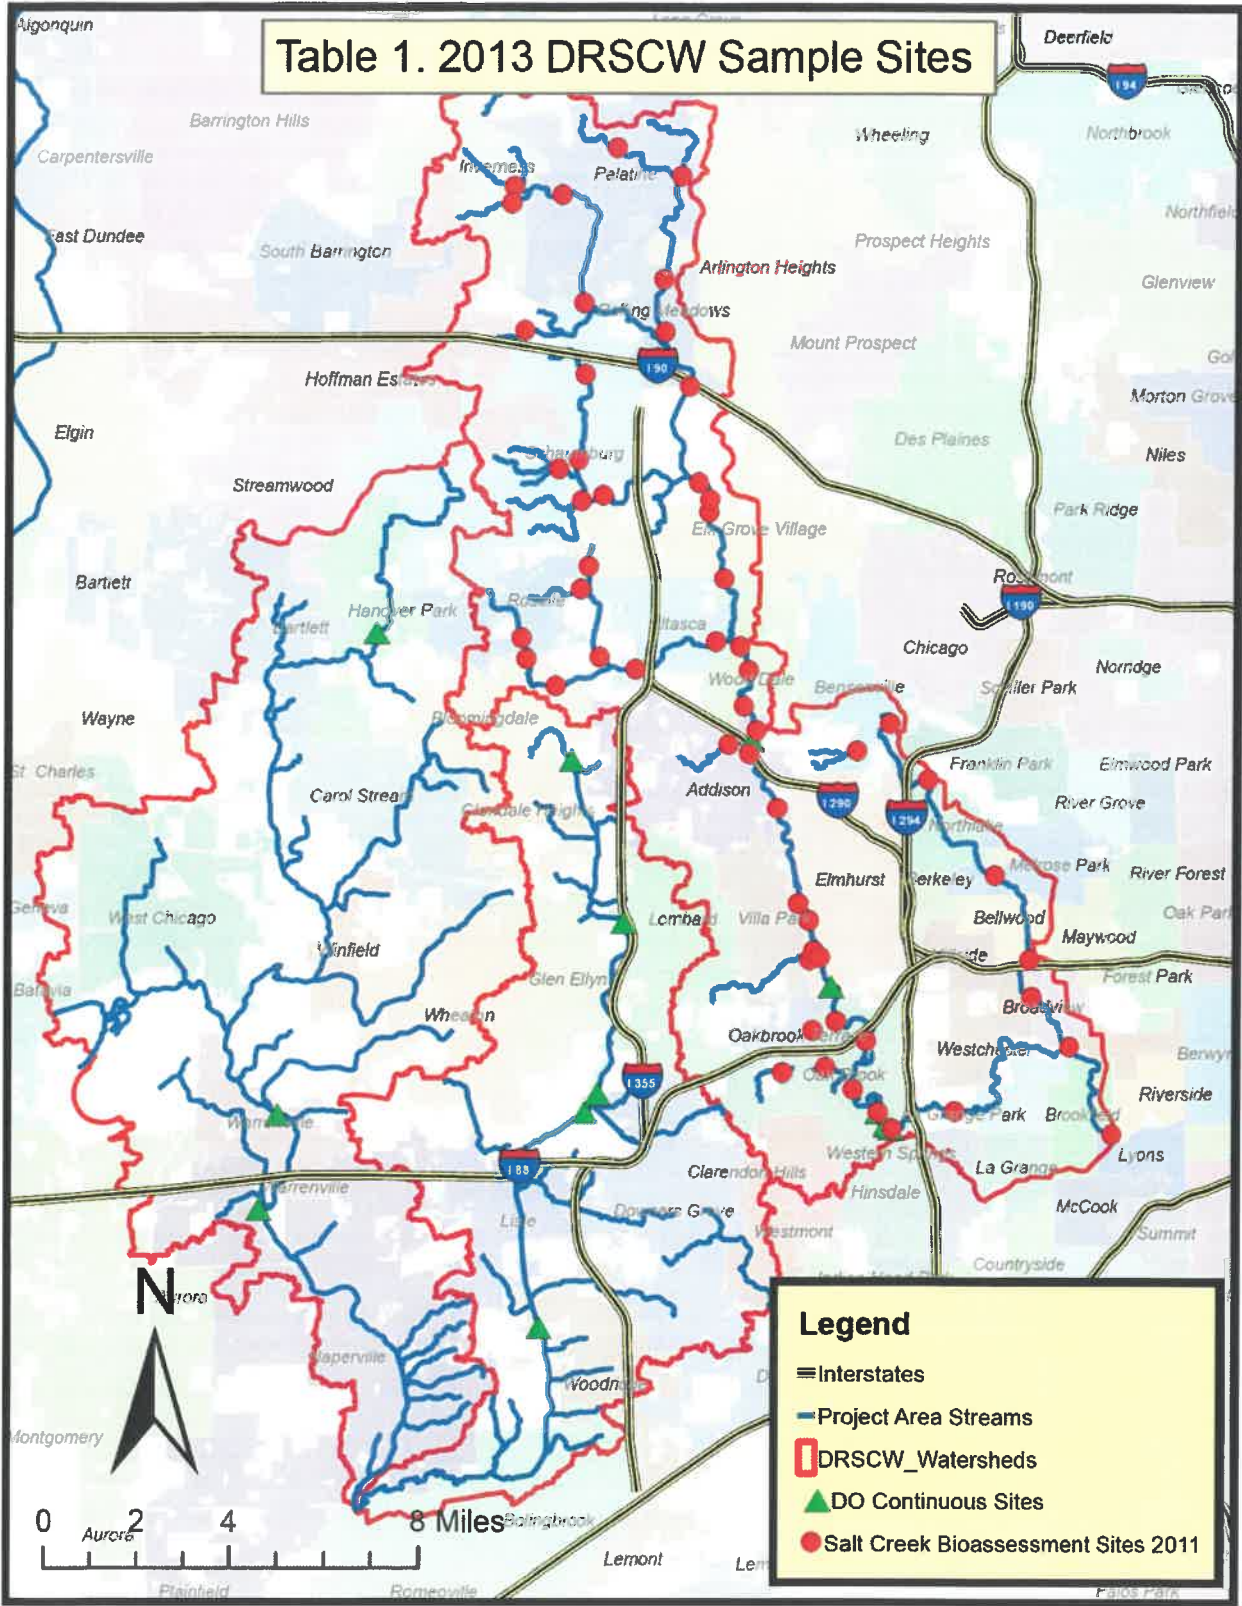 Algonquin
Table 1. 2013 DRSCW Sample Sites
Deerfield
I 94
Barrington Hills
Wheeling
Northbrook
Carpentersville
Inverness
Palatine
Northfield
East Dundee
South Barrington
Prospect Heights
Arlington Heights
Glenview
Rolling Meadows
Mount Prospect
I 90
Hoffman Estates
Morton Grove
Elgin
Des Plaines
Schaumburg
Niles
Streamwood
Park Ridge
Elk Grove Village
Bartlett
Rosemont
I 190
Roselle
Hanover Park
Bartlett
Itasca
Chicago
Norridge
Wood Dale
Bensenville
Schiller Park
Wayne
Bloomingdale
St Charles
Franklin Park
Elmwood Park
Addison
Carol Stream
I 290
River Grove
Glendale Heights
I 294
Northlake
Melrose Park
River Forest
Elmhurst
Berkeley
Geneva
West Chicago
Lombard
Villa Park
Bellwood
Oak Park
Maywood
Winfield
Hillside
Glen Ellyn
Forest Park
Batavia
Wheaton
Broadview
Oakbrook Terrace
Westchester
Berwyn
I 355
Oak Brook
Riverside
Warrenville
La Grange Park
Brookfield
Western Springs
Lyons
I 88
Clarendon Hills
La Grange
Warrenville
Hinsdale
Lisle
Downers Grove
McCook
Westmont
Summit
Countryside
N
Aurora
Legend
Interstates
Naperville
Woodridge
Project Area Streams
Montgomery
DRSCW_Watersheds
DO Continuous Sites
0 2 4 8 Miles
Bolingbrook
Aurora
Salt Creek Bioassessment Sites 2011
Lemont
Plainfield
Romeoville
Palos Park